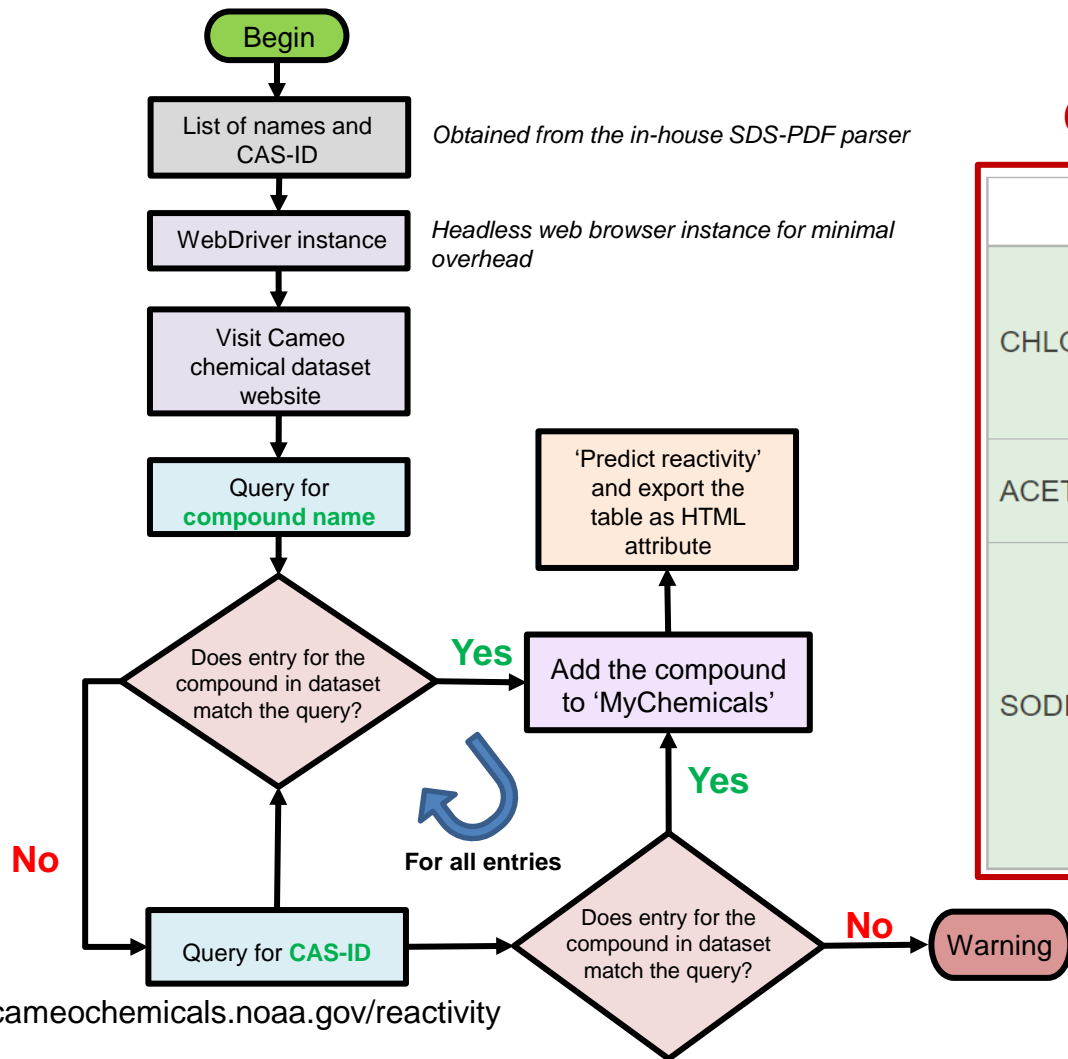 Begin
List of names and
CAS-ID
Obtained from the in-house SDS-PDF parser
WebDriver instance
Headless web browser instance for minimal
overhead
Visit Cameo
chemical dataset
website
Query for
compound name
‘Predict reactivity’
and export the
table as HTML
attribute
Does entry for the
compound in dataset
match the query?
Yes
Add the compound
to ‘MyChemicals’
Yes
For all entries
No
Query for CAS-ID
Does entry for the
compound in dataset
match the query?
No
Warning
cameochemicals.noaa.gov/reactivity
CHLO
ACET
SODI